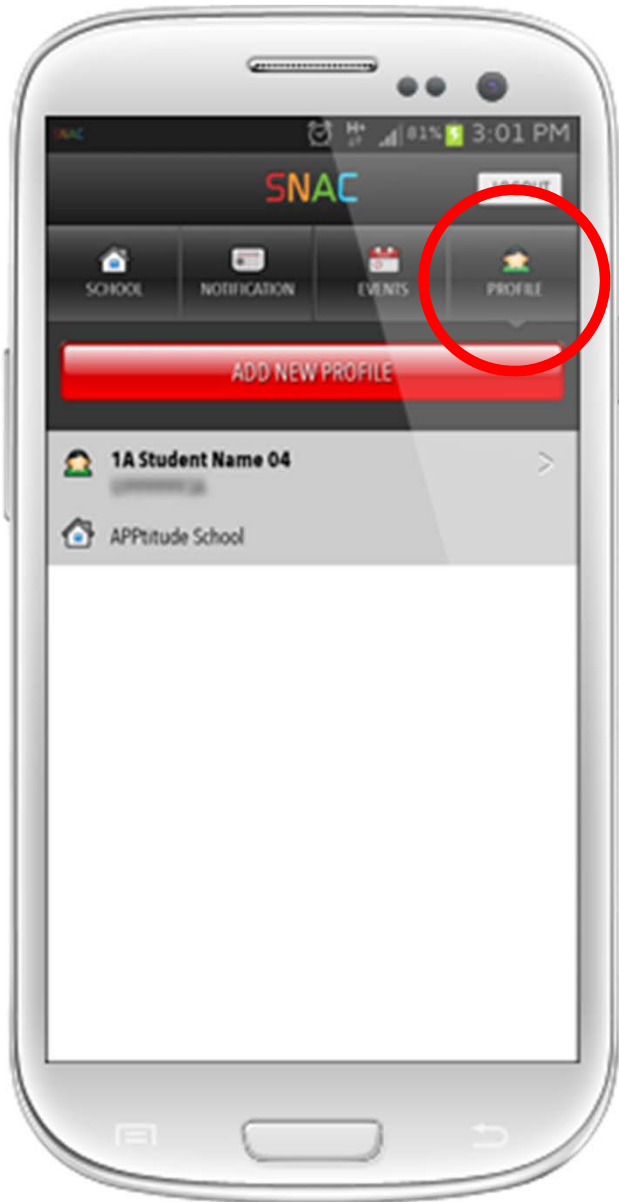 SNAC
H+ 81% 3:01 PM
SNAC
LOGOUT
SCHOOL NOTIFICATION EVENTS PROFILE
ADD NEW PROFILE
1A Student Name 04
APPtitude School